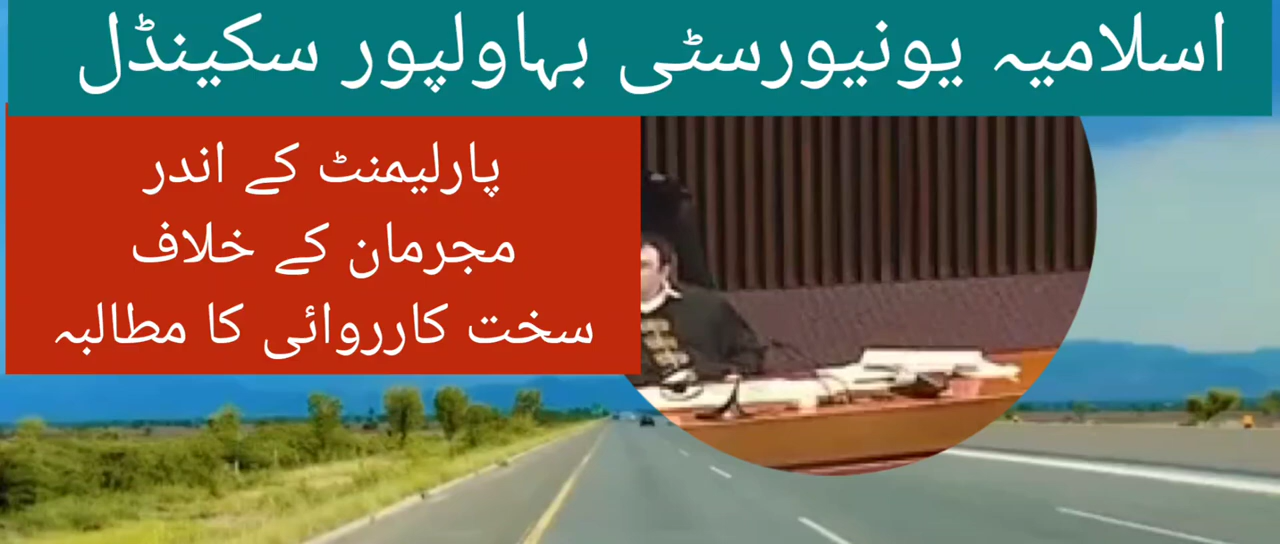 اسلامیہ یونیورسٹی بہاولپور سکینڈل
پارلیمنٹ کے اندر
مجرمان کے خلاف
سخت کارروائی کا مطالبہ